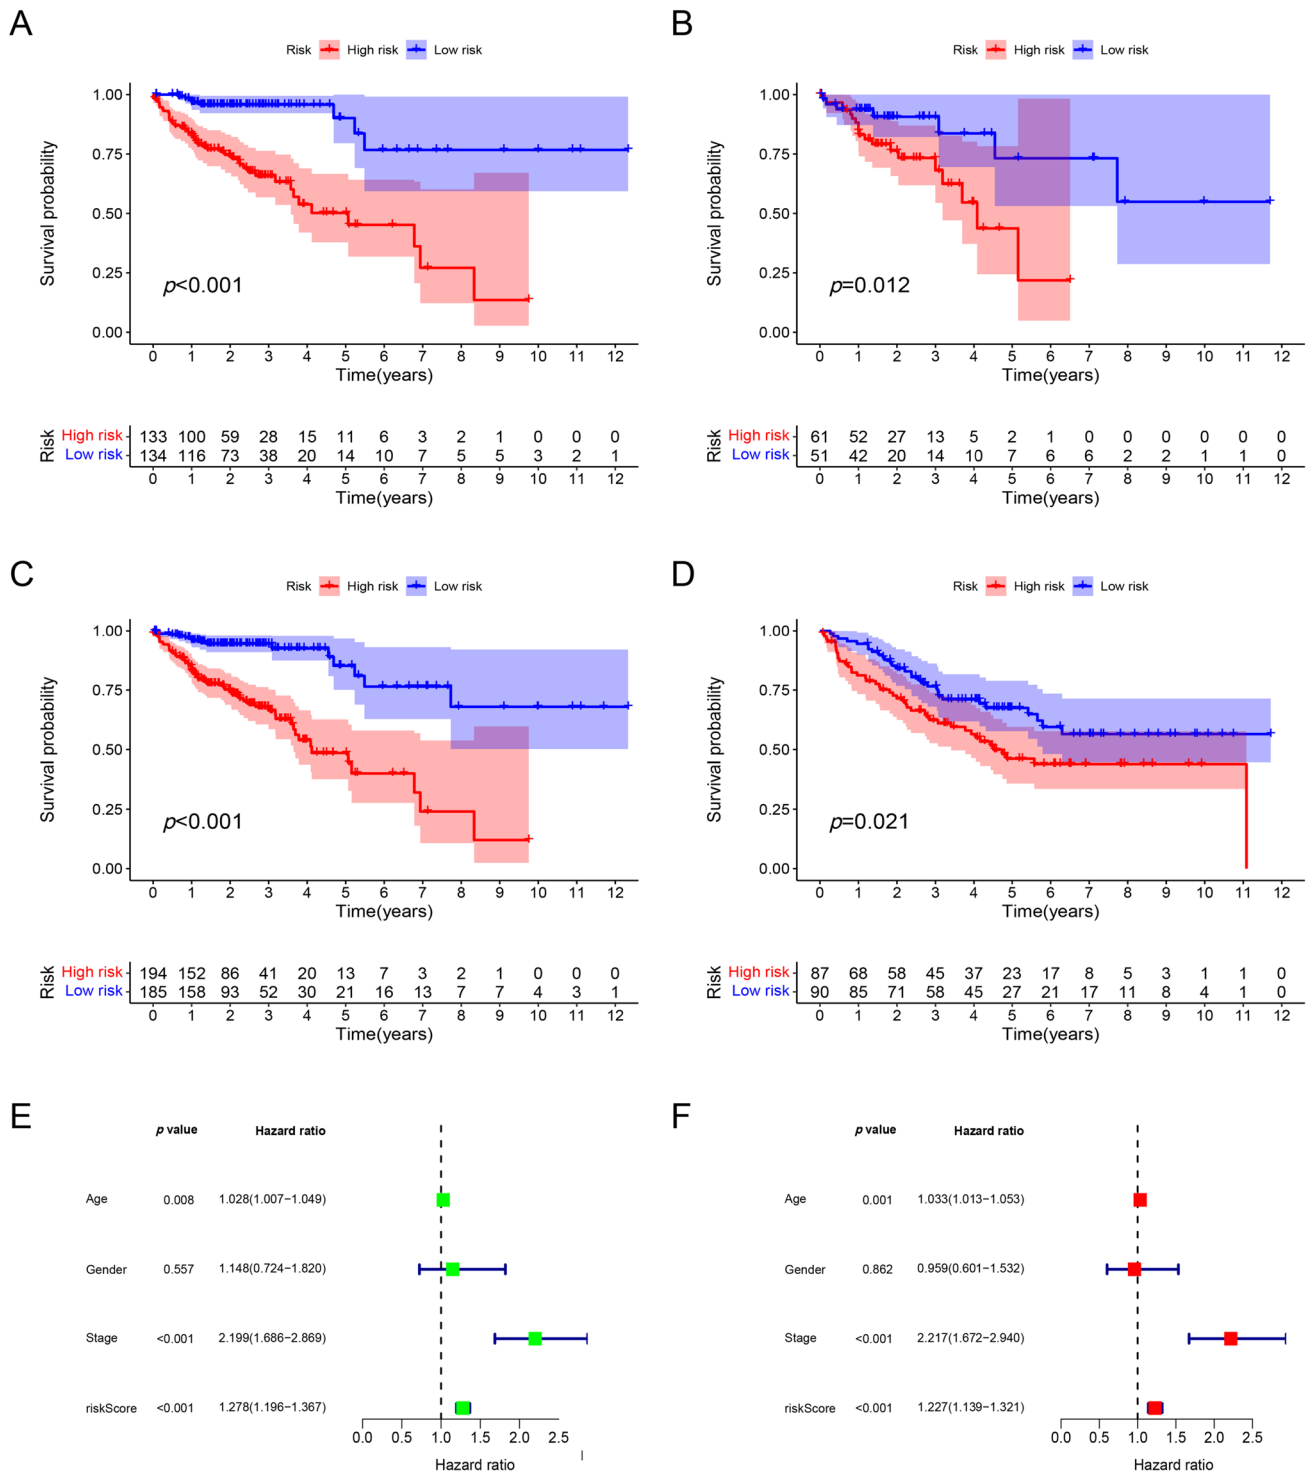 A
Risk High risk Low risk
1.00
0.75
0.50
0.25
0.00
Survival probability
p<0.001
0 1 2 3 4 5 6 7 8 9 10 11 12
Time(years)
Risk
High risk 133 100 59 28 15 11 6 3 2 1 0 0 0
Low risk 134 116 73 38 20 14 10 7 5 5 3 2 1
0 1 2 3 4 5 6 7 8 9 10 11 12
Time(years)
B
Risk High risk Low risk
1.00
0.75
0.50
0.25
0.00
Survival probability
p=0.012
0 1 2 3 4 5 6 7 8 9 10 11 12
Time(years)
Risk
High risk 61 52 27 13 5 2 1 0 0 0 0 0 0
Low risk 51 42 20 14 10 7 6 6 2 2 1 1 0
0 1 2 3 4 5 6 7 8 9 10 11 12
Time(years)
C
Risk High risk Low risk
1.00
0.75
0.50
0.25
0.00
Survival probability
p<0.001
0 1 2 3 4 5 6 7 8 9 10 11 12
Time(years)
Risk
High risk 194 152 86 41 20 13 7 3 2 1 0 0 0
Low risk 185 158 93 52 30 21 16 13 7 7 4 3 1
0 1 2 3 4 5 6 7 8 9 10 11 12
Time(years)
D
Risk High risk Low risk
1.00
0.75
0.50
0.25
0.00
Survival probability
p=0.021
0 1 2 3 4 5 6 7 8 9 10 11 12
Time(years)
Risk
High risk 87 68 58 45 37 23 17 8 5 3 1 1 0
Low risk 90 85 71 58 45 27 21 17 11 8 4 1 0
0 1 2 3 4 5 6 7 8 9 10 11 12
Time(years)
E
p value Hazard ratio
Age 0.008 1.028(1.007−1.049)
Gender 0.557 1.148(0.724−1.820)
Stage <0.001 2.199(1.686−2.869)
riskScore <0.001 1.278(1.196−1.367)
0.0 0.5 1.0 1.5 2.0 2.5
Hazard ratio
F
p value Hazard ratio
Age 0.001 1.033(1.013−1.053)
Gender 0.862 0.959(0.601−1.532)
Stage <0.001 2.217(1.672−2.940)
riskScore <0.001 1.227(1.139−1.321)
0.0 0.5 1.0 1.5 2.0 2.5
Hazard ratio